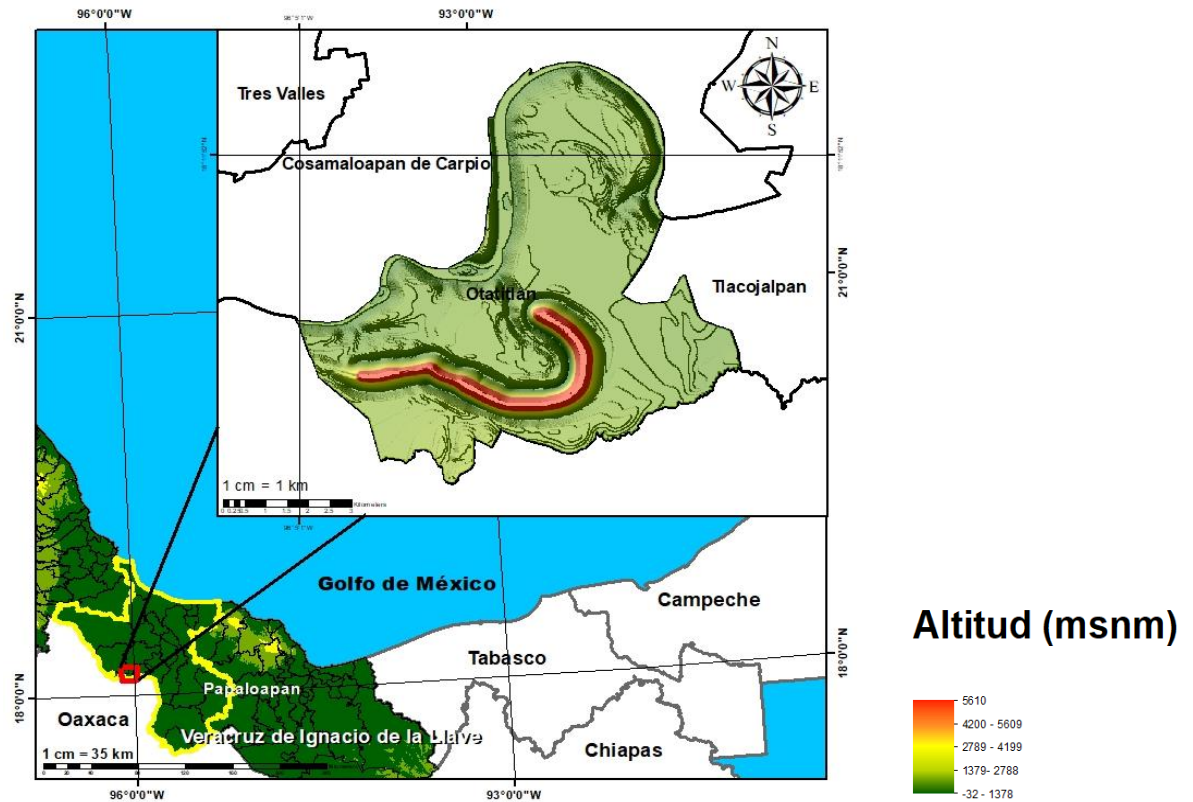 96°0'0"W
93°0'0"W
N
W
E
S
Tres Valles
Cosamaloapan de Carpio
Otatitlán
Tlacojalpan
21°0'0"N
21°0'0"N
1 cm = 1 km
Kilometers
Golfo de México
Campeche
Tabasco
Papaloapan
Oaxaca
Veracruz de Ignacio de la Llave
Chiapas
18°0'0"N
18°0'0"N
1 cm = 35 km
96°0'0"W
93°0'0"W
Altitud (msnm)
5610
4200 - 5609
2789 - 4199
1379- 2788
-32 - 1378